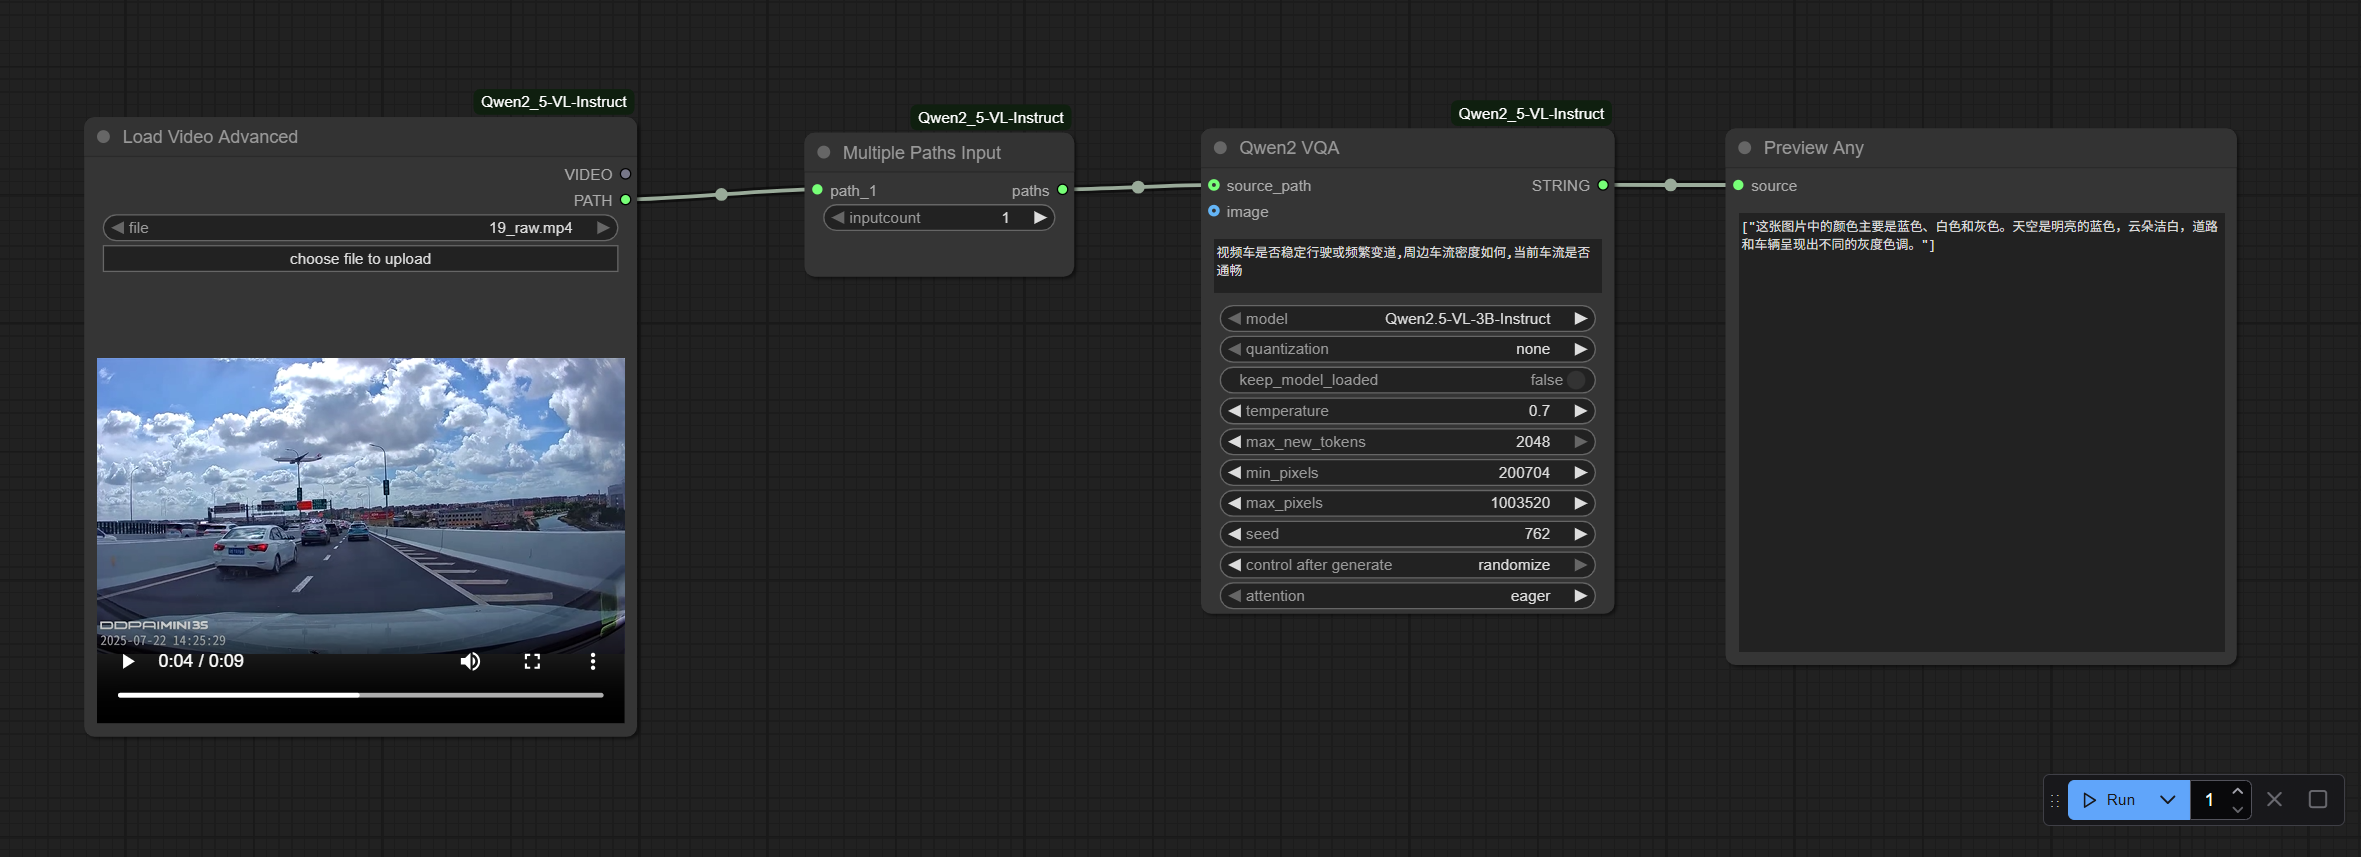 Qwen2_5-VL-Instruct
Load Video Advanced
VIDEO
PATH
file 19_raw.mp4
choose file to upload
DDPAI MINI3S
2025-07-22 14:25:29
0:04 / 0:09
Qwen2_5-VL-Instruct
Multiple Paths Input
path_1 paths
inputcount 1
Qwen2_5-VL-Instruct
Qwen2 VQA
source_path STRING
image
视频车是否稳定行驶或频繁变道,周边车流密度如何,当前车流是否
通畅
model Qwen2.5-VL-3B-Instruct
quantization none
keep_model_loaded false
temperature 0.7
max_new_tokens 2048
min_pixels 200704
max_pixels 1003520
seed 762
control after generate randomize
attention eager
Preview Any
source
["这张图片中的颜色主要是蓝色、白色和灰色。天空是明亮的蓝色，云朵洁白，道路
和车辆呈现出不同的灰度色调。"]
Run 1